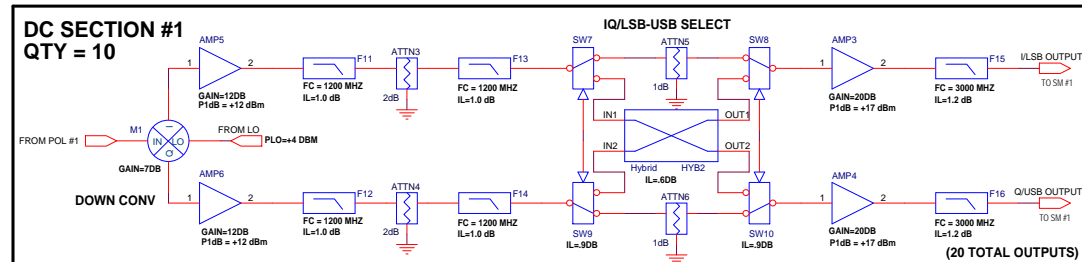 DC SECTION #1
QTY = 10
IQ/LSB-USB SELECT
AMP5
1
2
GAIN=12DB
P1dB = +12 dBm
F11
FC = 1200 MHZ
IL=1.0 dB
ATTN3
2dB
F13
FC = 1200 MHZ
IL=1.0 dB
SW7
ATTN5
1dB
SW8
AMP3
1
2
GAIN=20DB
P1dB = +17 dBm
F15
FC = 3000 MHZ
IL=1.2 dB
I/LSB OUTPUT
TO SM #1
FROM POL #1
M1
I
IN
LO
Q
GAIN=7DB
FROM LO
PLO=+4 DBM
IN1
IN2
OUT1
OUT2
Hybrid
HYB2
IL=.6DB
DOWN CONV
AMP6
1
2
GAIN=12DB
P1dB = +12 dBm
F12
FC = 1200 MHZ
IL=1.0 dB
ATTN4
2dB
F14
FC = 1200 MHZ
IL=1.0 dB
SW9
IL=.9DB
ATTN6
1dB
SW10
IL=.9DB
AMP4
1
2
GAIN=20DB
P1dB = +17 dBm
F16
FC = 3000 MHZ
IL=1.2 dB
Q/USB OUTPUT
TO SM #1
(20 TOTAL OUTPUTS)